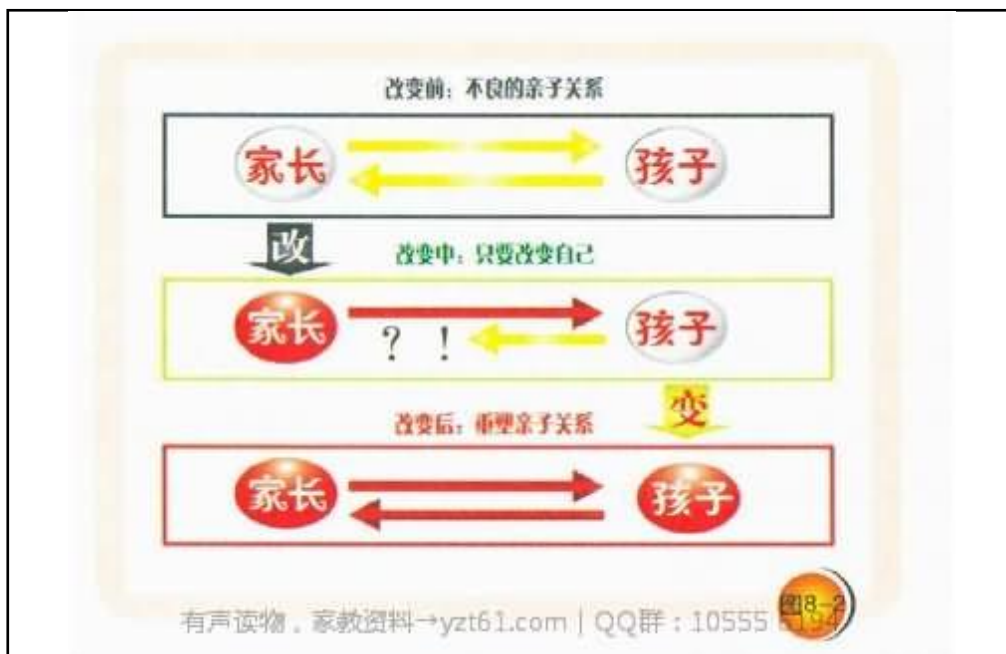 改变前：不良的亲子关系
家长 孩子
改
改变中：只要改变自己
家长 ？ ！ 孩子
变
改变后：重塑亲子关系
家长 孩子
图8-2
有声读物，家教资料→yzt61.com｜QQ群：10555 5194